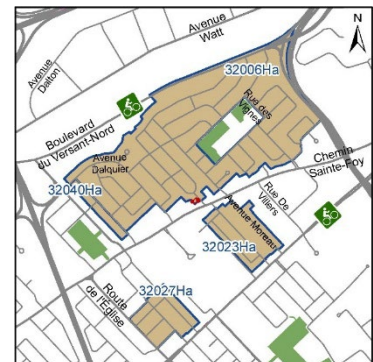 Avenue
Watt
N
Avenue
Dalton
32006Ha
Rue des
Vignes
Boulevard
du Versant-Nord
Avenue
Dalquier
Chemin
Sainte-Foy
32040Ha
Rue De
Villers
Avenue Moreau
32023Ha
32027Ha
Route
de l'Église